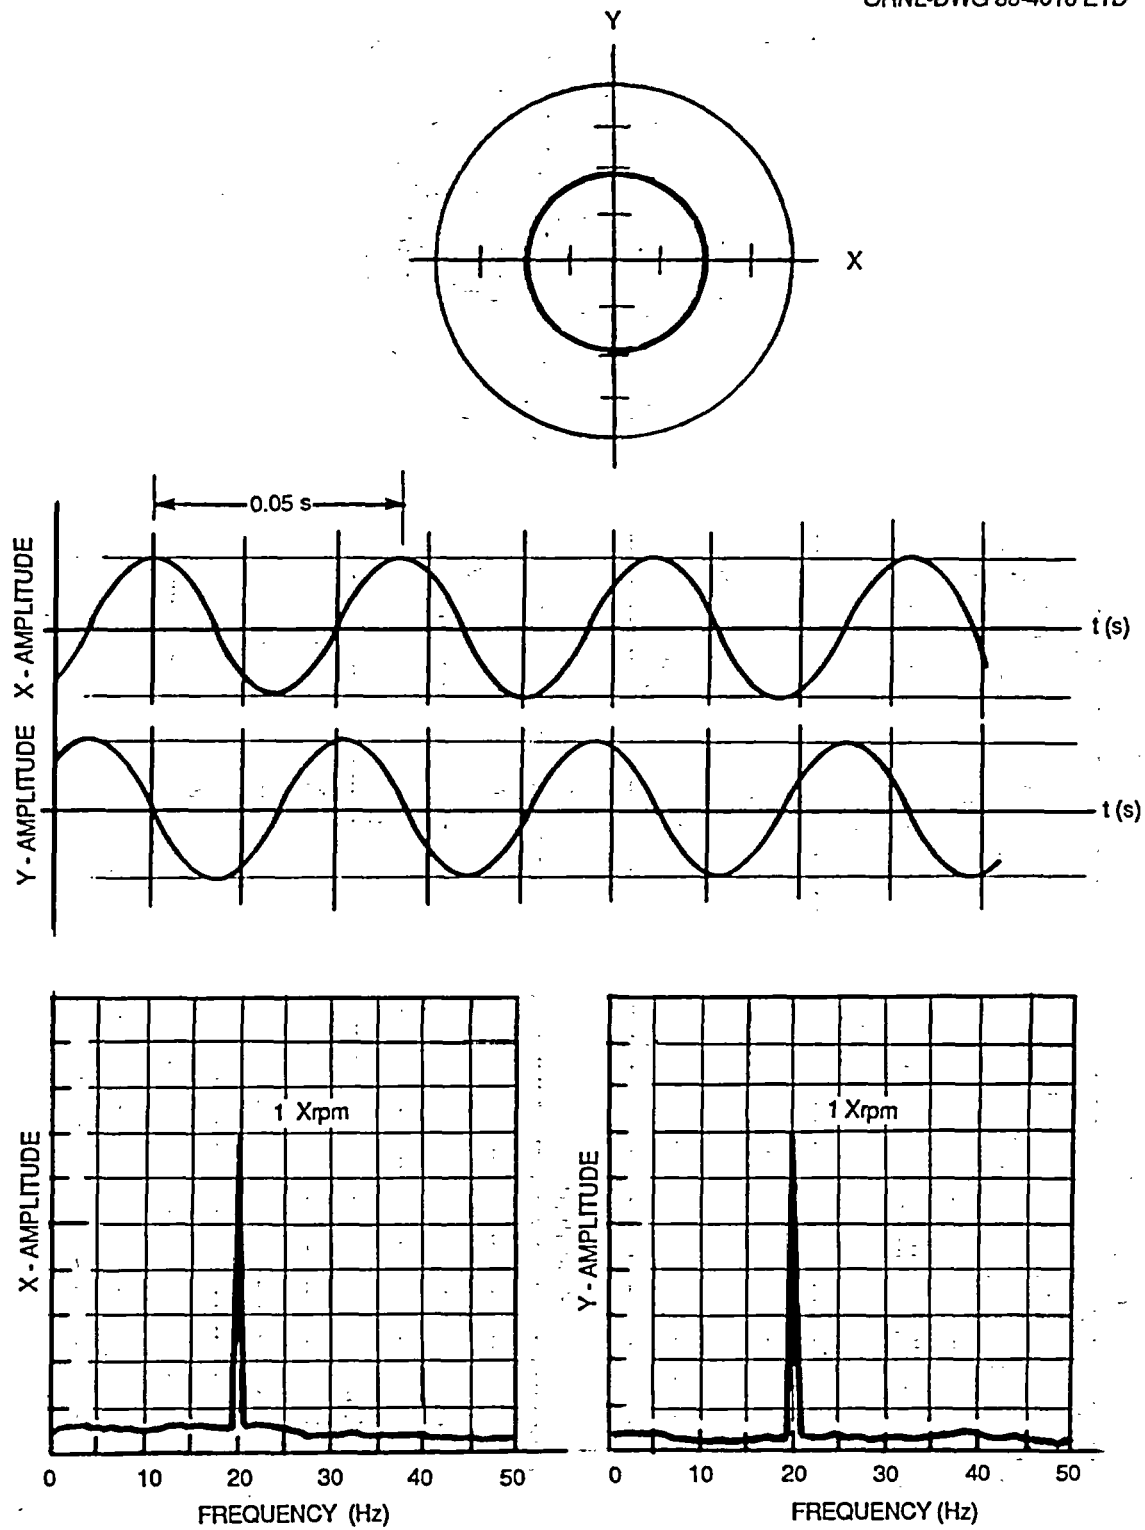 Y
X
0.05 s
X - AMPLITUDE
t (s)
Y - AMPLITUDE
t (s)
1 Xrpm
X - AMPLITUDE
0 10 20 30 40 50
FREQUENCY (Hz)
1 Xrpm
Y - AMPLITUDE
0 10 20 30 40 50
FREQUENCY (Hz)